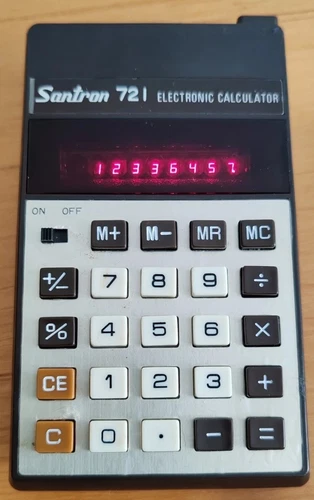 Santron 721 ELECTRONIC CALCULATOR
12336457.
ON OFF
M+ M- MR MC
+/- 7 8 9 ÷
% 4 5 6 ×
CE 1 2 3 +
C 0 . - =